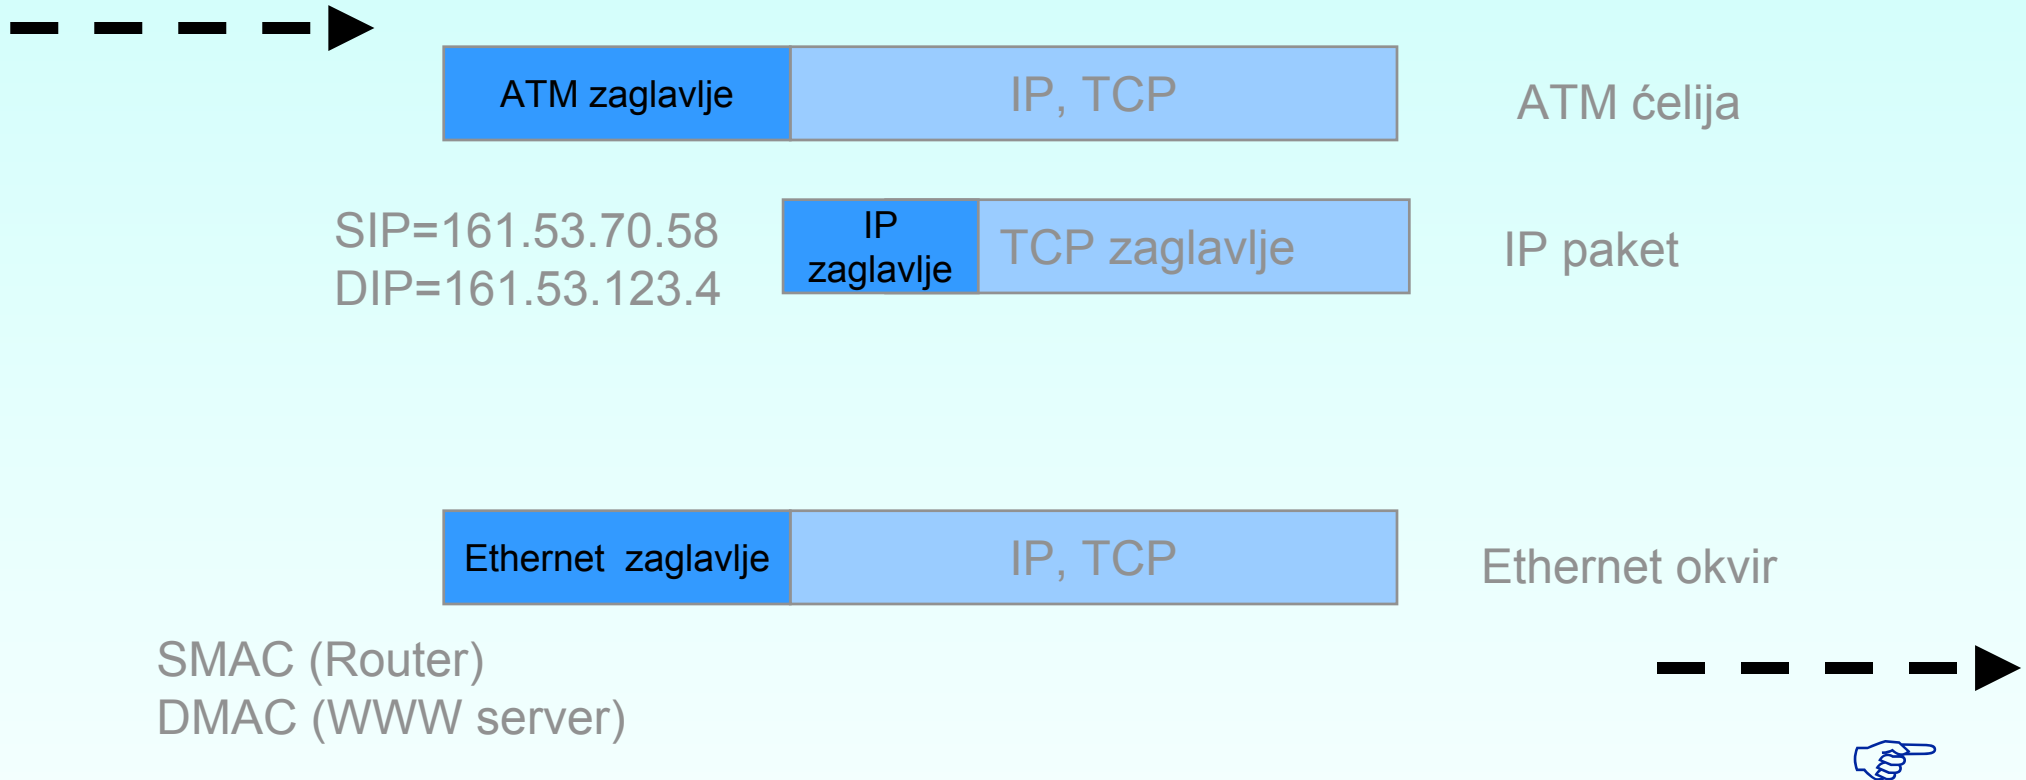 ATM zaglavlje
IP, TCP
ATM ćelija
SIP=161.53.70.58
DIP=161.53.123.4
IP
zaglavlje
TCP zaglavlje
IP paket
Ethernet  zaglavlje
IP, TCP
Ethernet okvir
SMAC (Router)
DMAC (WWW server)